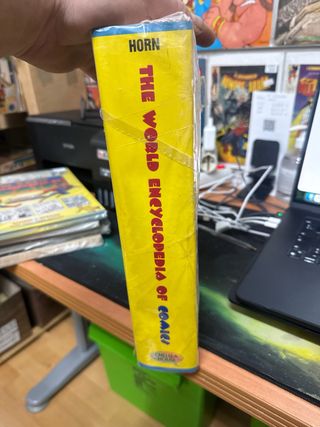 HORN
THE WORLD ENCYCLOPEDIA OF COMICS
CHELSEA
HOUSE